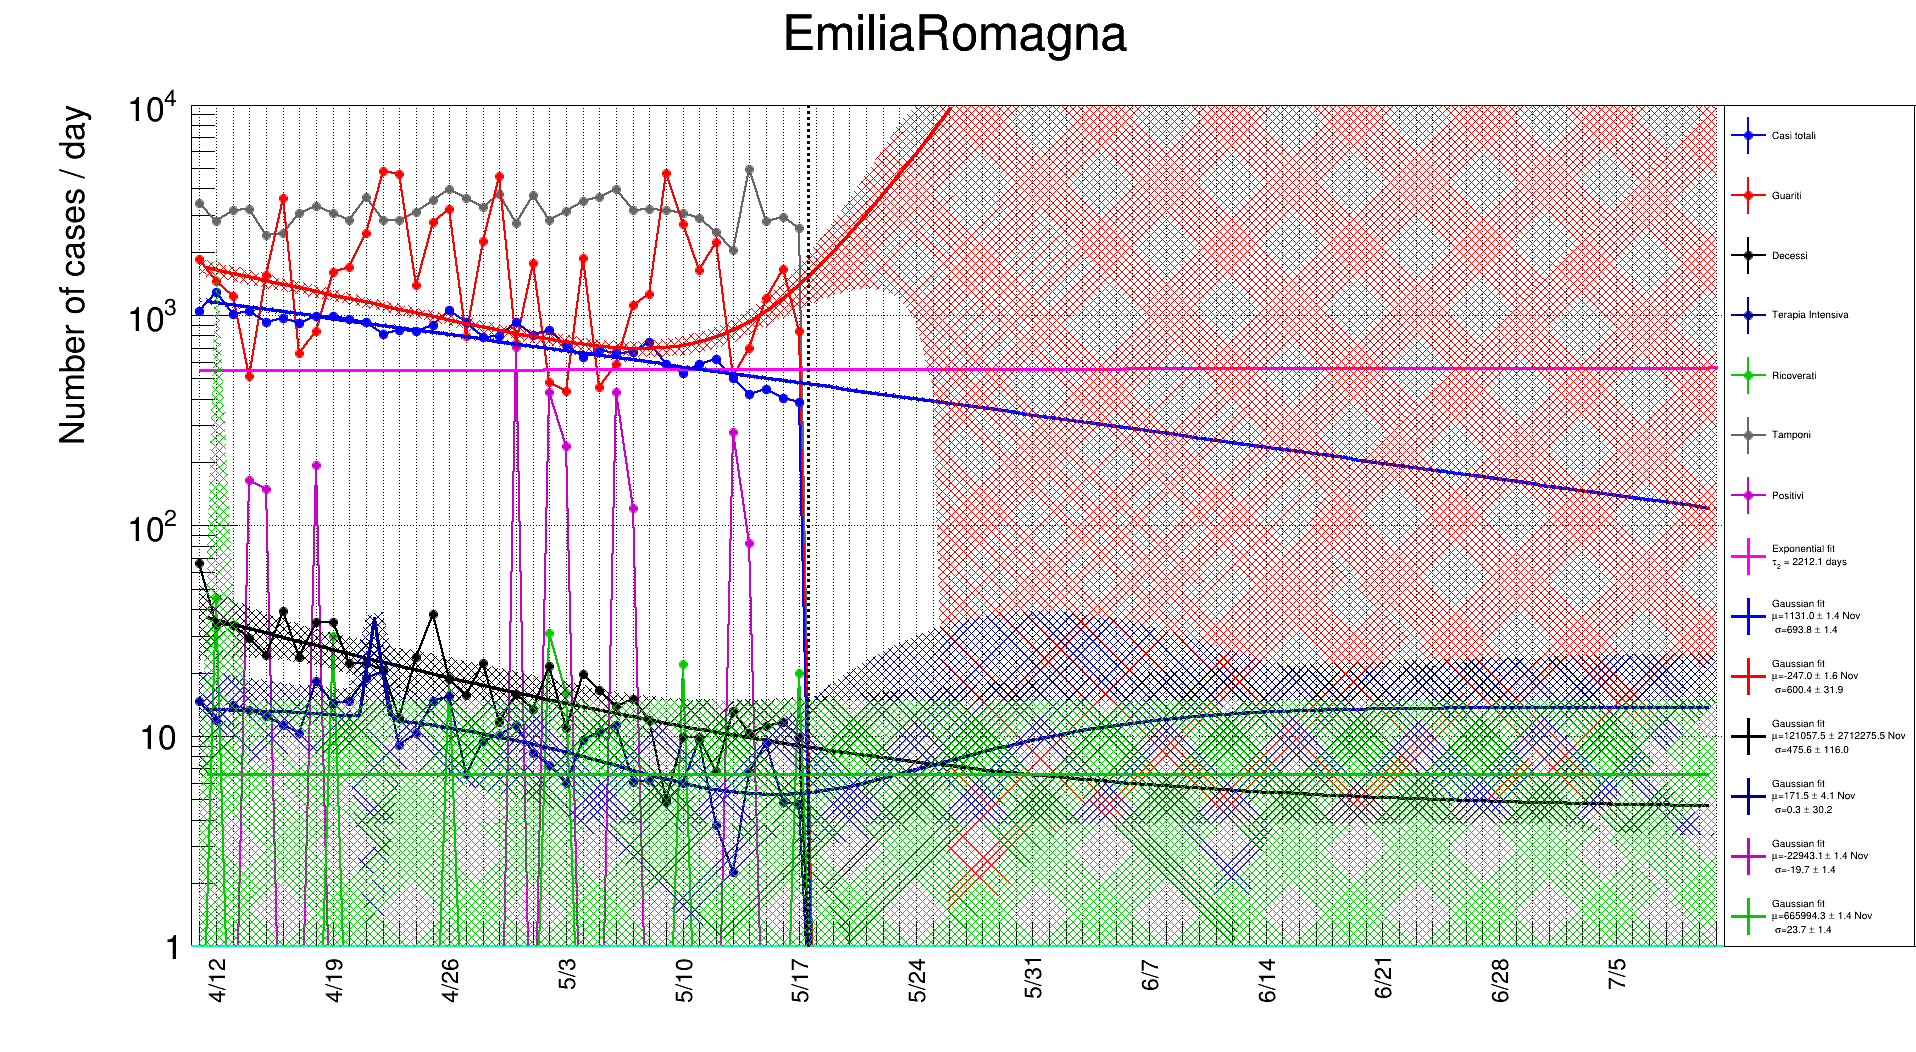 EmiliaRomagna
Number of cases / day
10^4
10^3
10^2
10
1
4/12
4/19
4/26
5/3
5/10
5/17
5/24
5/31
6/7
6/14
6/21
6/28
7/5
Casi totali
Guariti
Decessi
Terapia Intensiva
Ricoverati
Tamponi
Positivi
Exponential fit
τ2 = 2212.1 days
Gaussian fit
μ=1131.0 ± 1.4 Nov
σ=693.8 ± 1.4
Gaussian fit
μ=-247.0 ± 1.6 Nov
σ=600.4 ± 31.9
Gaussian fit
μ=121057.5 ± 2712275.5 Nov
σ=475.6 ± 116.0
Gaussian fit
μ=171.5 ± 4.1 Nov
σ=0.3 ± 30.2
Gaussian fit
μ=-22943.1 ± 1.4 Nov
σ=-19.7 ± 1.4
Gaussian fit
μ=665994.3 ± 1.4 Nov
σ=23.7 ± 1.4